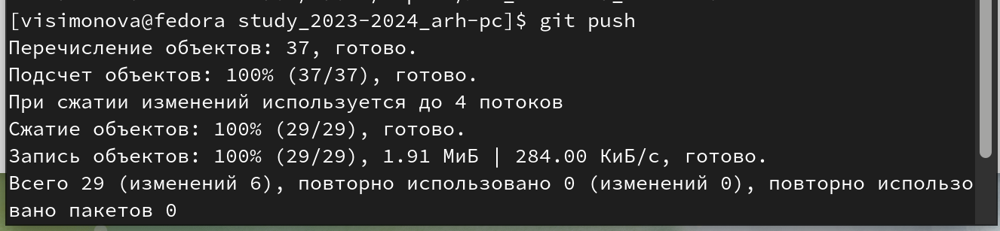 [visimonova@fedora study_2023-2024_arh-pc]$ git push
Перечисление объектов: 37, готово.
Подсчет объектов: 100% (37/37), готово.
При сжатии изменений используется до 4 потоков
Сжатие объектов: 100% (29/29), готово.
Запись объектов: 100% (29/29), 1.91 МиБ | 284.00 КиБ/с, готово.
Всего 29 (изменений 6), повторно использовано 0 (изменений 0), повторно использо
вано пакетов 0